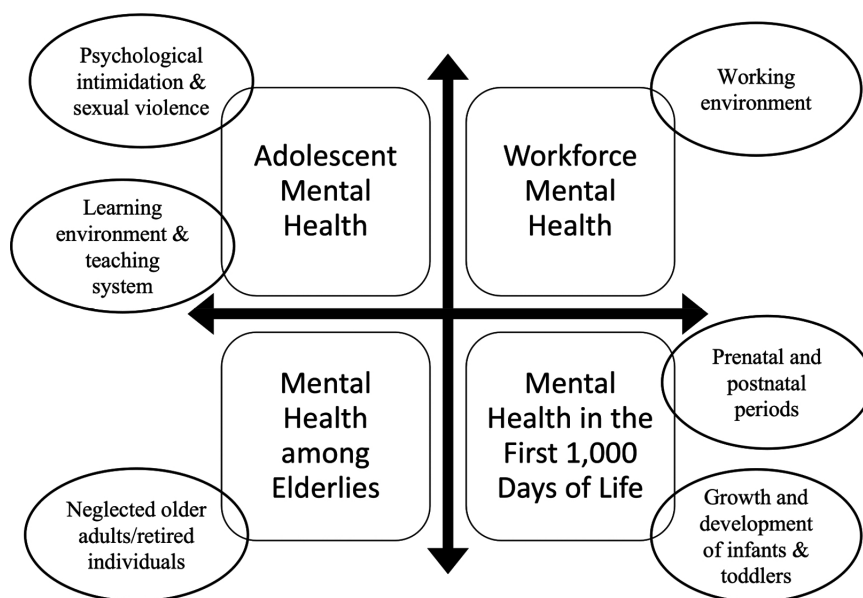 Psychological
intimidation &
sexual violence
Adolescent
Mental
Health
Learning
environment &
teaching
system
Workforce
Mental
Health
Working
environment
Mental
Health
among
Elderlies
Neglected older
adults/retired
individuals
Mental
Health in the
First 1,000
Days of Life
Prenatal and
postnatal
periods
Growth and
development
of infants &
toddlers